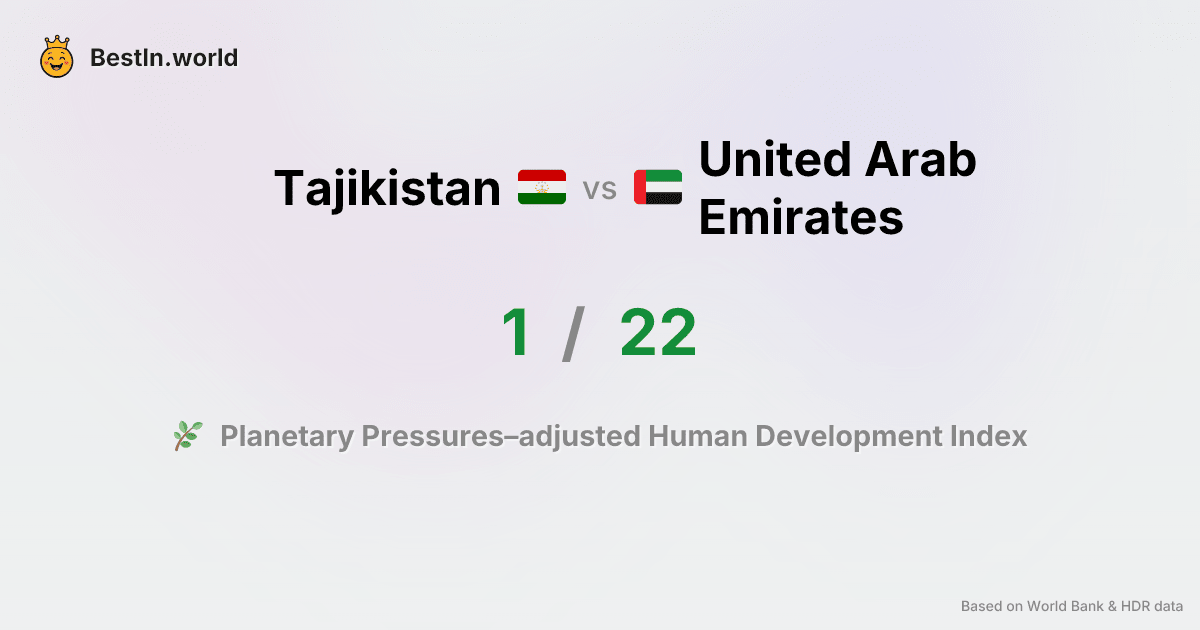 BestIn.world
Tajikistan vs United Arab
Emirates
1 / 22
Planetary Pressures–adjusted Human Development Index
Based on World Bank & HDR data